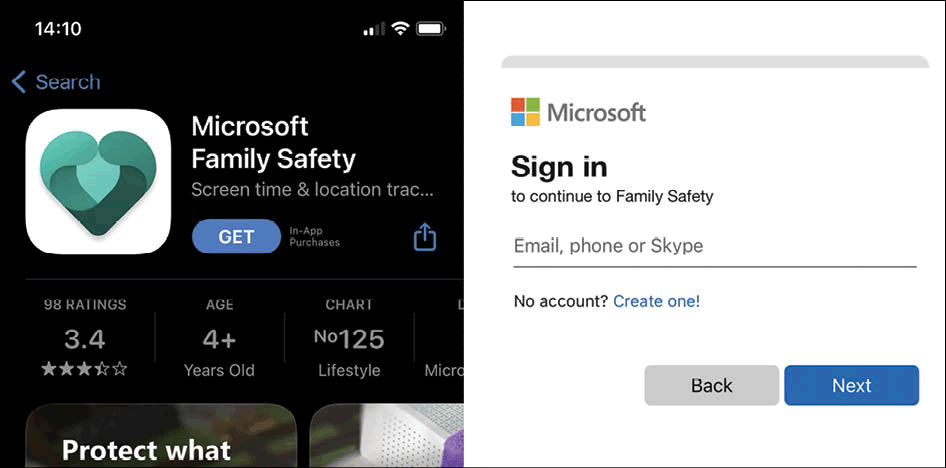 14:10
Search
Microsoft
Family Safety
Screen time & location trac...
GET
In-App
Purchases
98 RATINGS
AGE
CHART
D
3.4
4+
No125
Years Old
Lifestyle
Micro
Protect what
Microsoft
Sign in
to continue to Family Safety
Email, phone or Skype
No account? Create one!
Back
Next